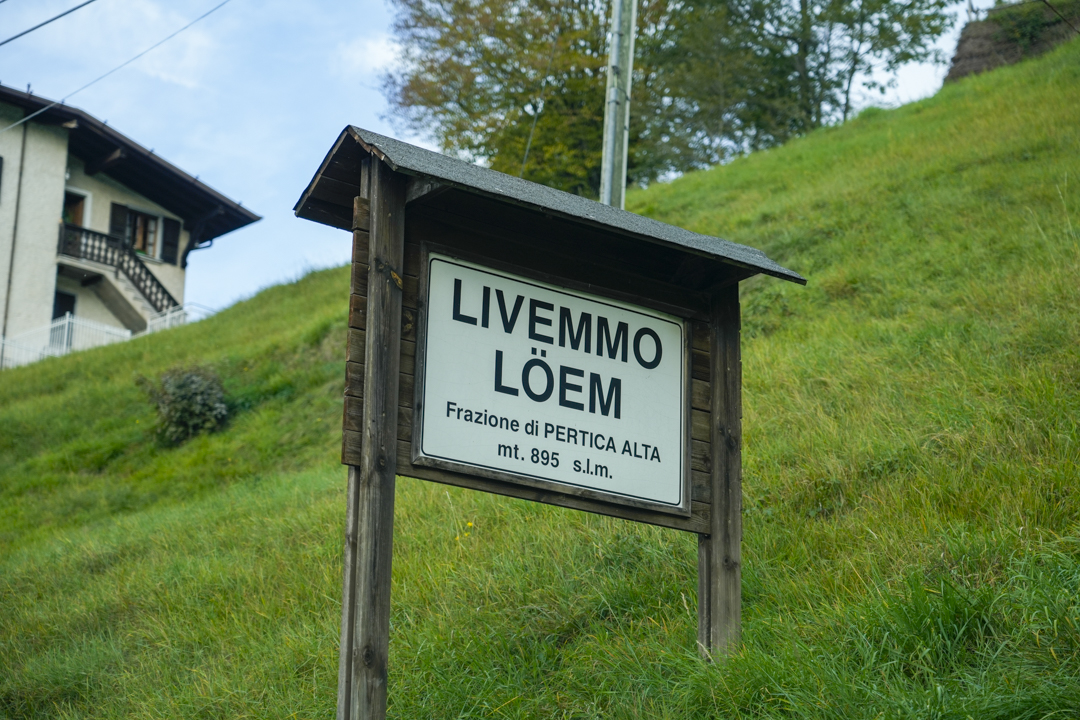 LIVEMMO
LÖEM
Frazione di PERTICA ALTA
mt. 895 s.l.m.